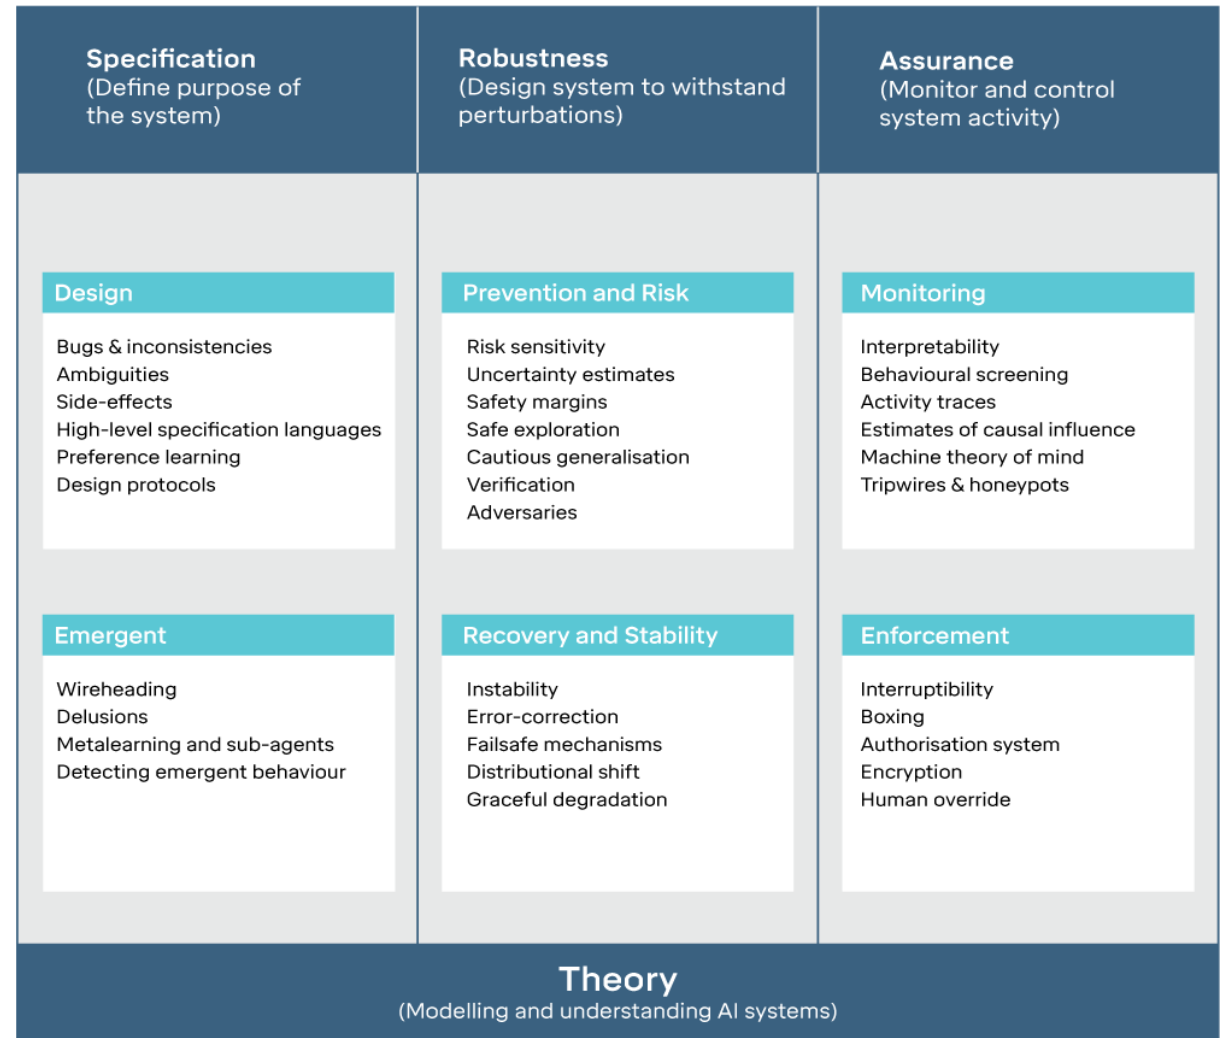 Specification
(Define purpose of
the system)
Robustness
(Design system to withstand
perturbations)
Assurance
(Monitor and control
system activity)
Design
Bugs & inconsistencies
Ambiguities
Side-effects
High-level specification languages
Preference learning
Design protocols
Prevention and Risk
Risk sensitivity
Uncertainty estimates
Safety margins
Safe exploration
Cautious generalisation
Verification
Adversaries
Monitoring
Interpretability
Behavioural screening
Activity traces
Estimates of causal influence
Machine theory of mind
Tripwires & honeypots
Emergent
Wireheading
Delusions
Metalearning and sub-agents
Detecting emergent behaviour
Recovery and Stability
Instability
Error-correction
Failsafe mechanisms
Distributional shift
Graceful degradation
Enforcement
Interruptibility
Boxing
Authorisation system
Encryption
Human override
Theory
(Modelling and understanding AI systems)